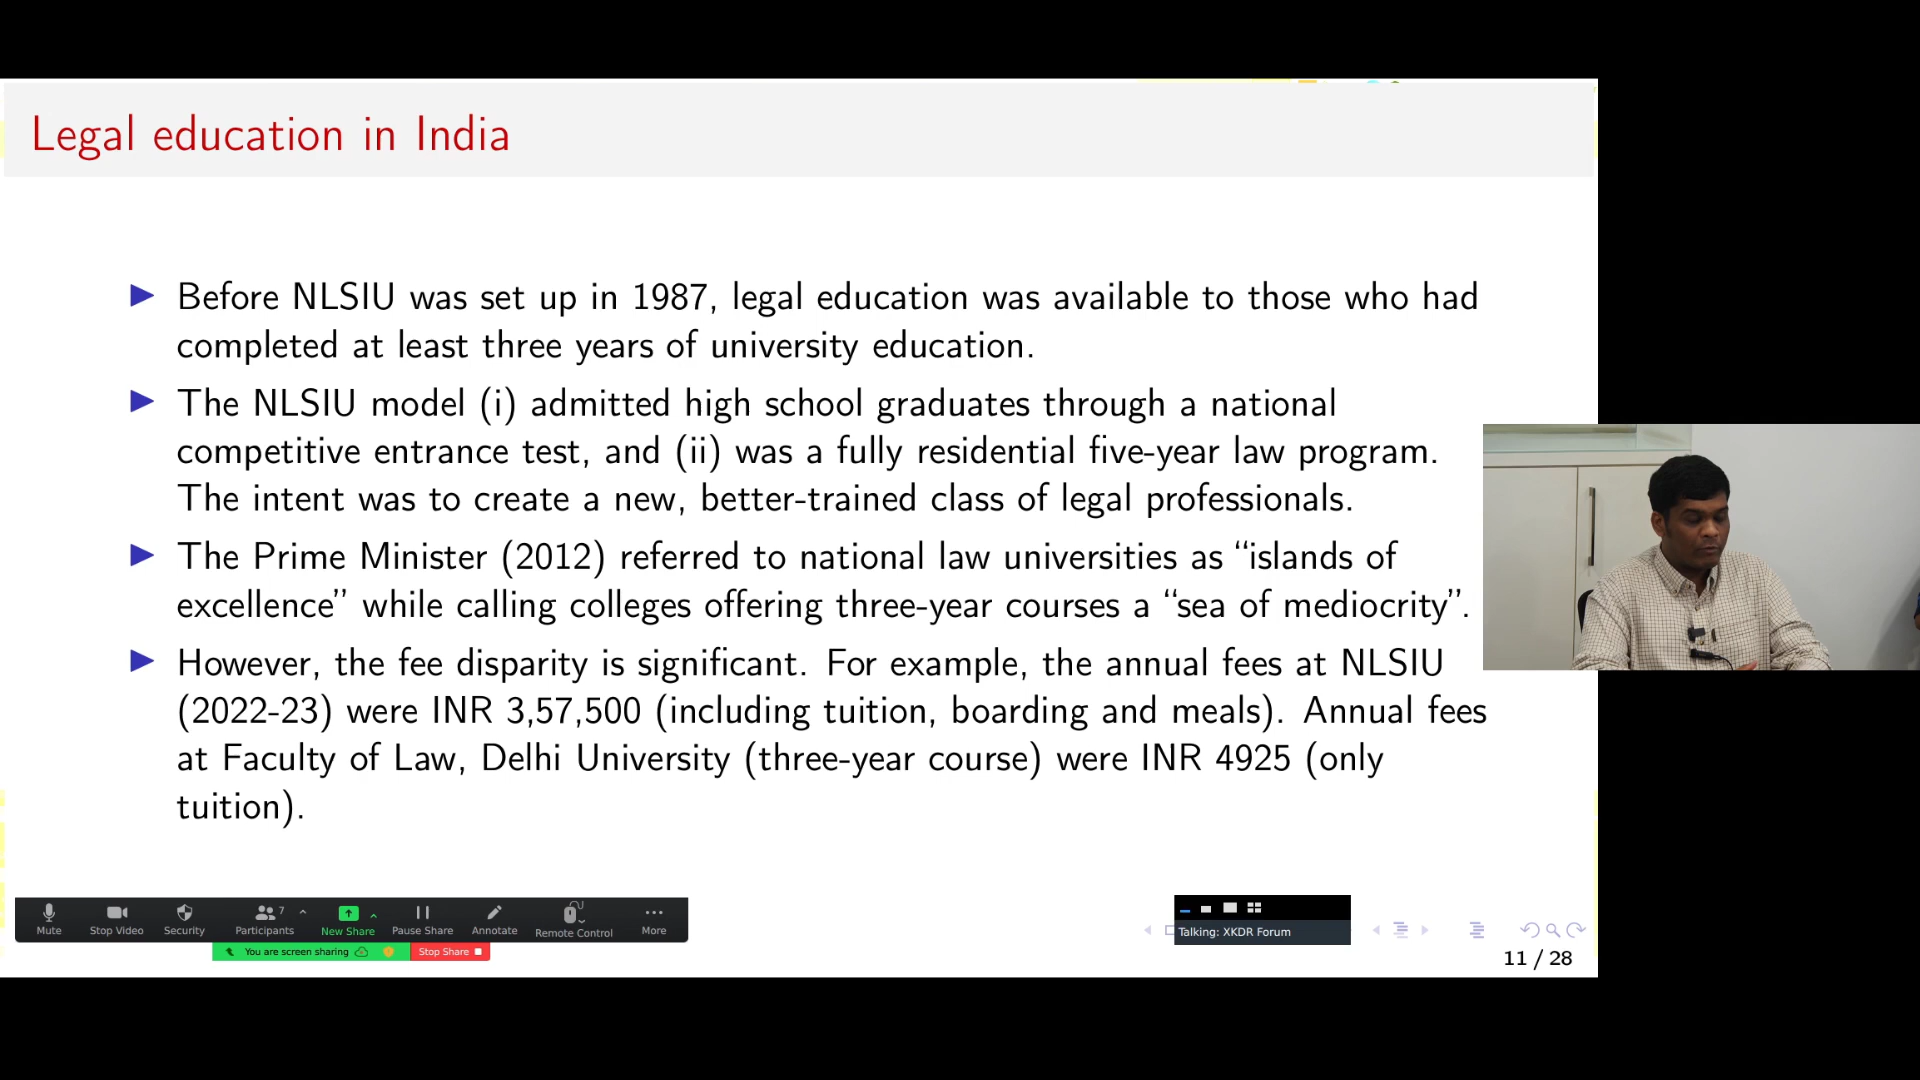 Legal education in India
Before NLSIU was set up in 1987, legal education was available to those who had
completed at least three years of university education.
The NLSIU model (i) admitted high school graduates through a national
competitive entrance test, and (ii) was a fully residential five-year law program.
The intent was to create a new, better-trained class of legal professionals.
The Prime Minister (2012) referred to national law universities as “islands of
excellence” while calling colleges offering three-year courses a “sea of mediocrity”.
However, the fee disparity is significant. For example, the annual fees at NLSIU
(2022-23) were INR 3,57,500 (including tuition, boarding and meals). Annual fees
at Faculty of Law, Delhi University (three-year course) were INR 4925 (only
tuition).
7
Mute Stop Video Security Participants New Share Pause Share Annotate Remote Control More
You are screen sharing Stop Share
Talking: XKDR Forum
11 / 28